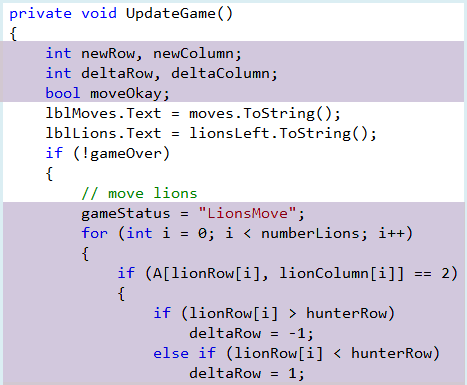 private void UpdateGame()
{
    int newRow, newColumn;
    int deltaRow, deltaColumn;
    bool moveOkay;
    lblMoves.Text = moves.ToString();
    lblLions.Text = lionsLeft.ToString();
    if (!gameOver)
    {
        // move lions
        gameStatus = "LionsMove";
        for (int i = 0; i < numberLions; i++)
        {
            if (A[lionRow[i], lionColumn[i]] == 2)
            {
                if (lionRow[i] > hunterRow)
                    deltaRow = -1;
                else if (lionRow[i] < hunterRow)
                    deltaRow = 1;